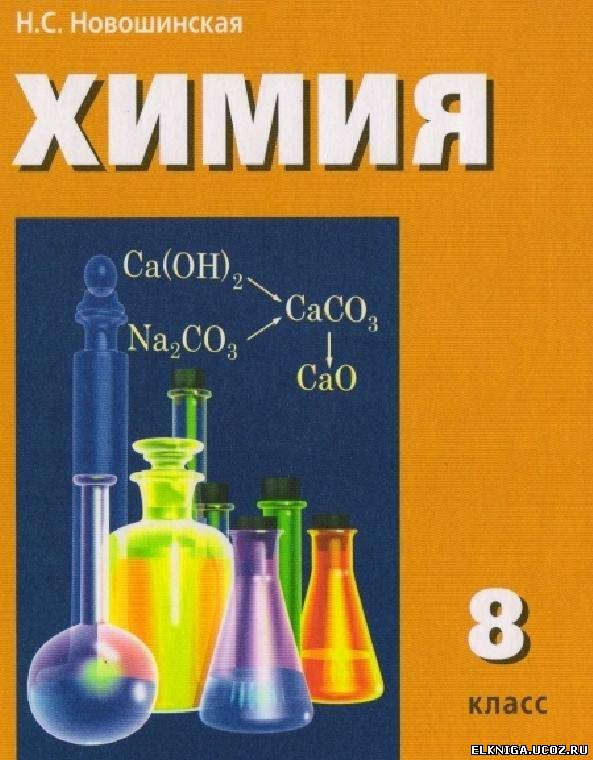 Н.С. Новошинская
ХИМИЯ
Ca(OH)₂
CaCO₃
Na₂CO₃
CaO
8
класс
ELKNIGA.UCOZ.RU